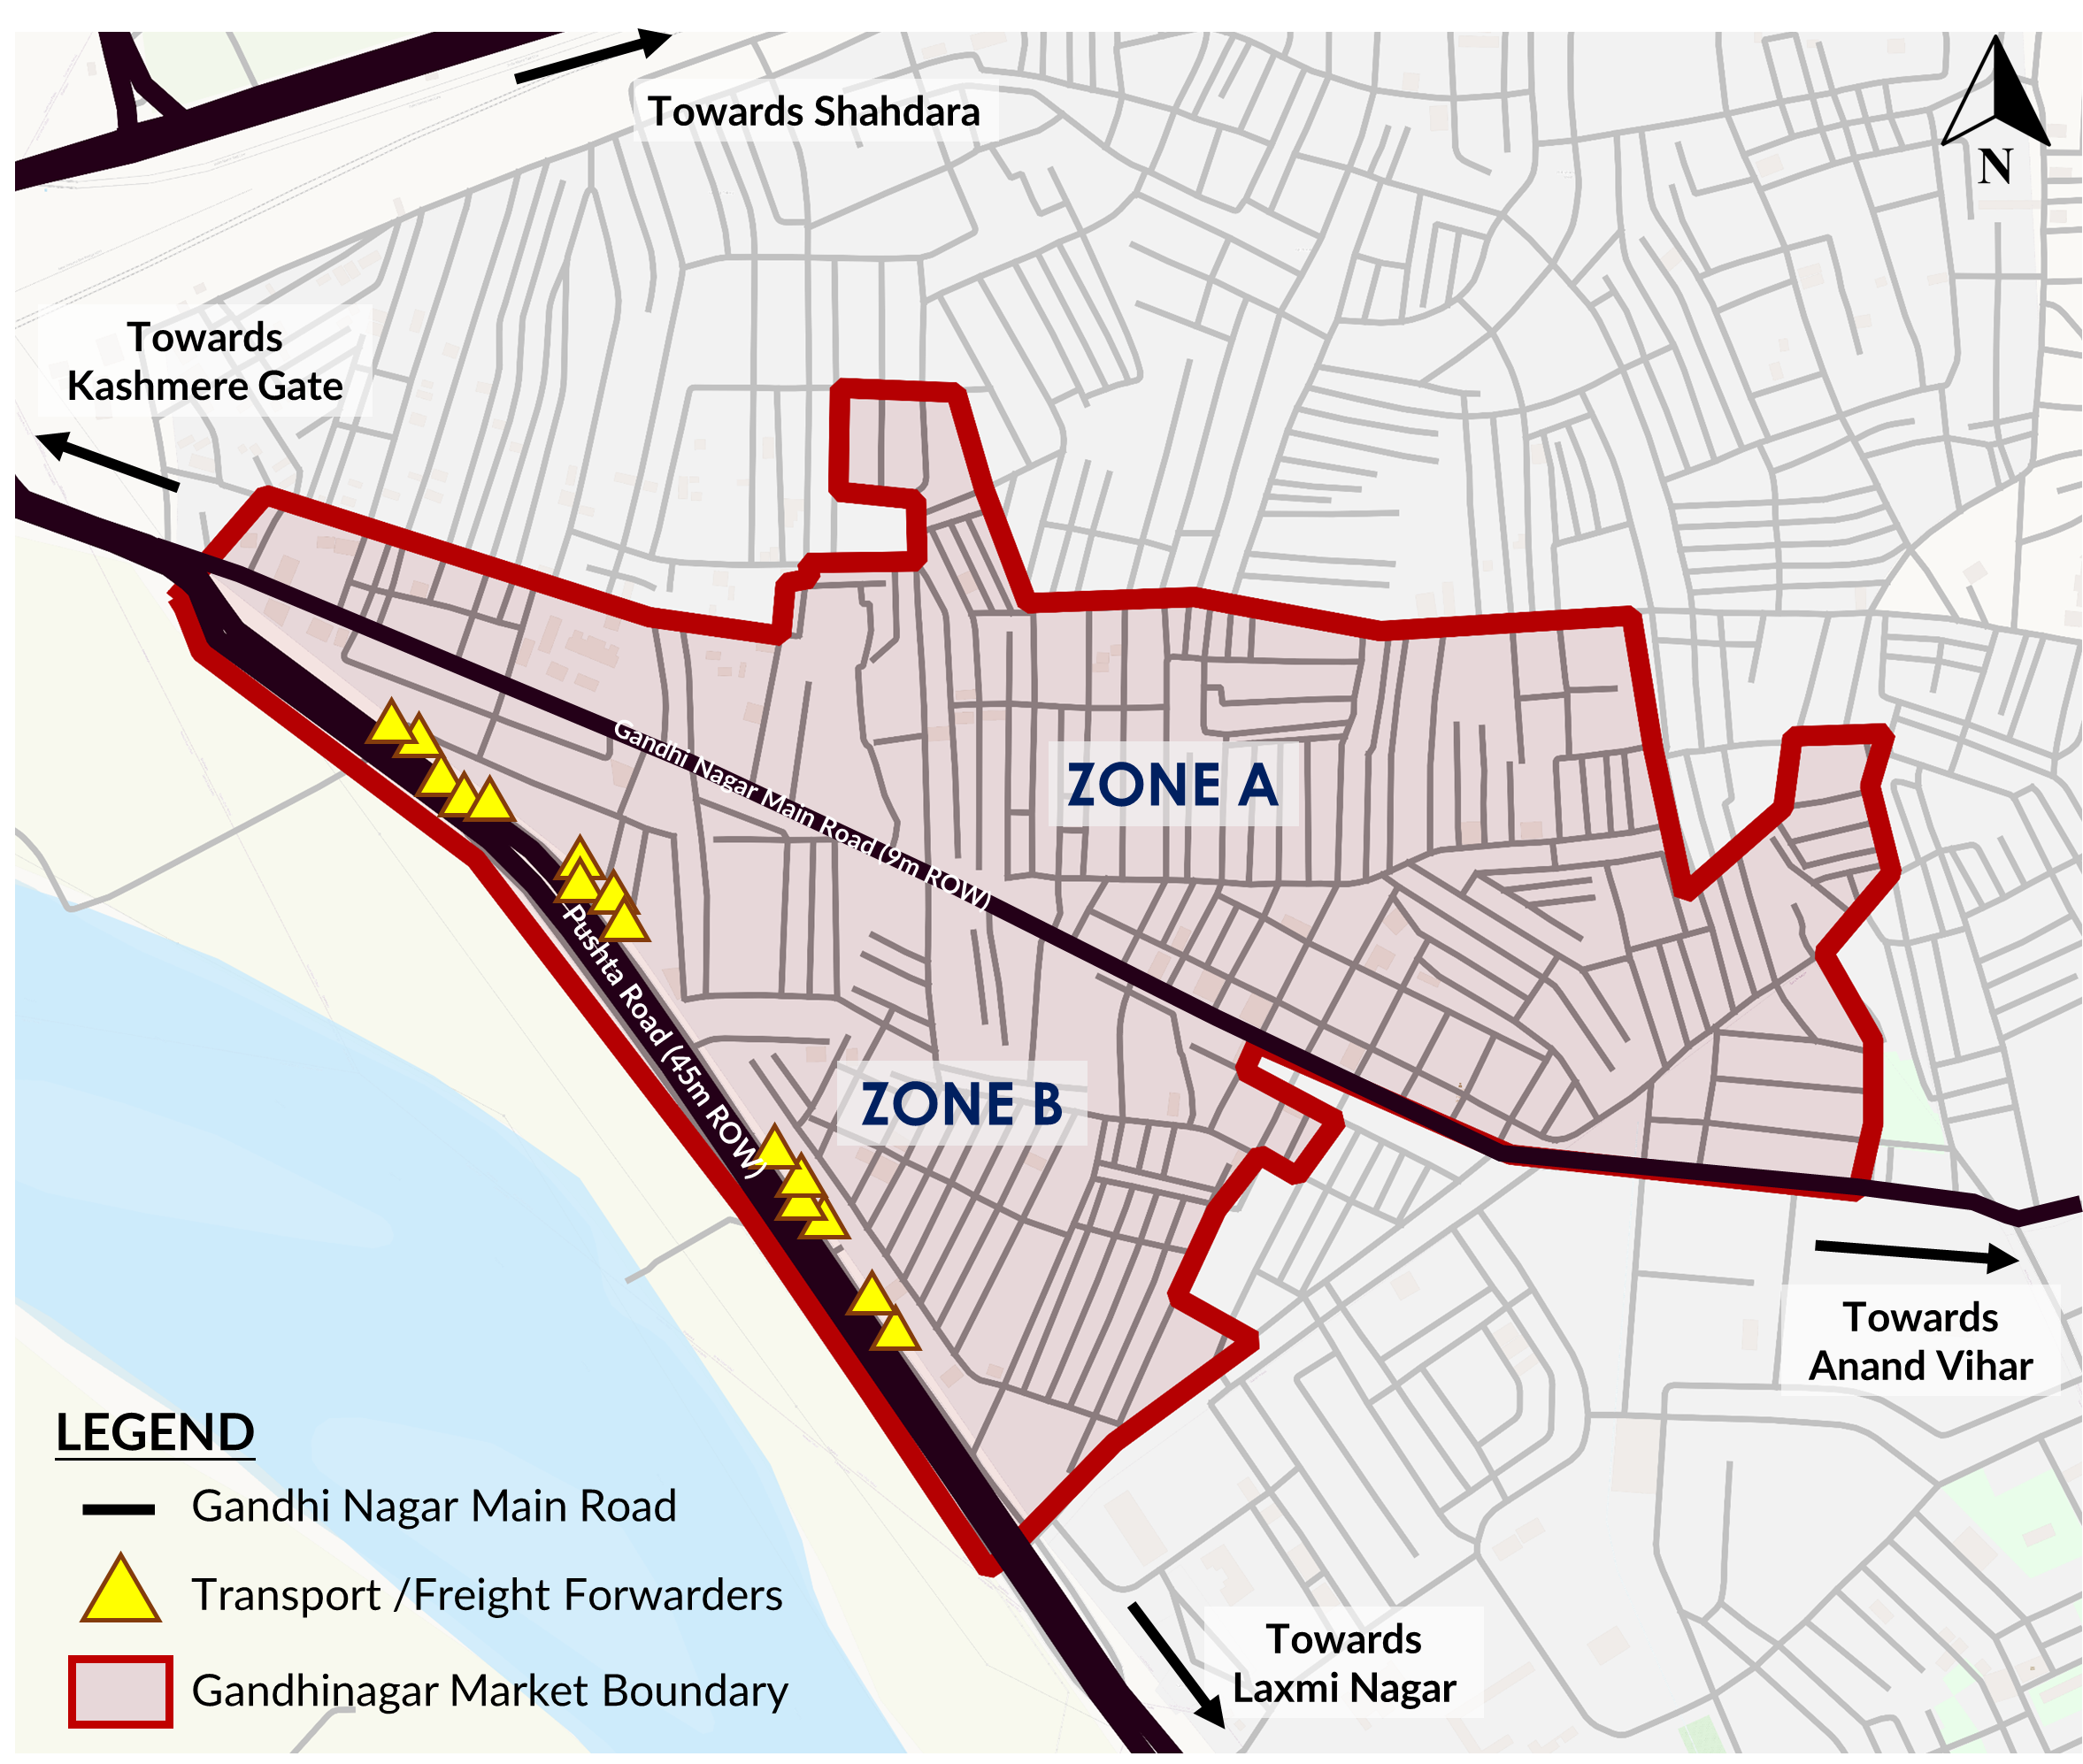 Towards Shahdara
N
Towards
Kashmere Gate
Gandhi Nagar Main Road (9m ROW)
ZONE A
Pushta Road (45m ROW)
ZONE B
Towards
Anand Vihar
LEGEND
Gandhi Nagar Main Road
Transport /Freight Forwarders
Gandhinagar Market Boundary
Towards
Laxmi Nagar